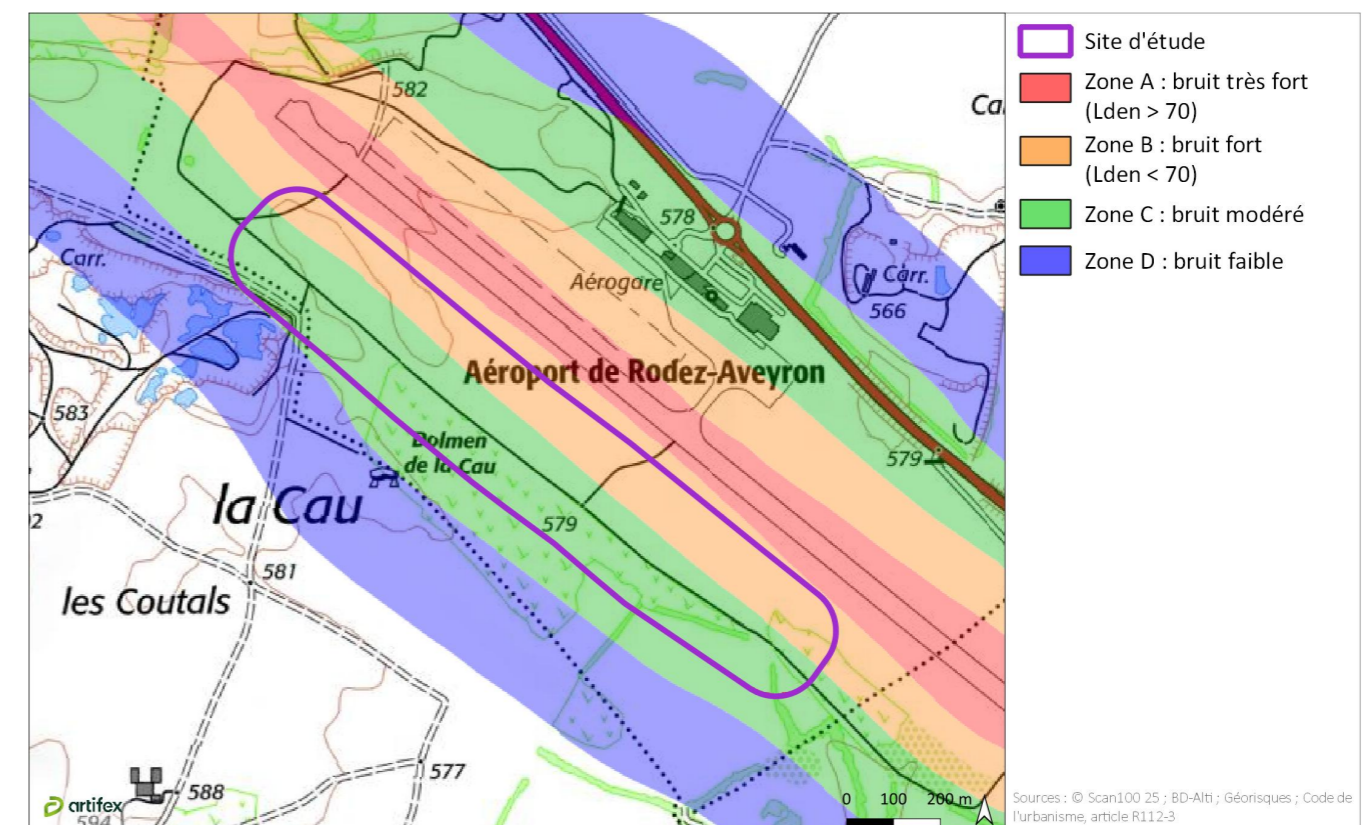 582
Ca
578
Carr.
Aérogare
Carr.
566
Aéroport de Rodez-Aveyron
583
Dolmen
de la Cau
579
la Cau
579
581
les Coutals
577
588
594
artifex
0 100 200 m
Site d'étude
Zone A : bruit très fort
(Lden > 70)
Zone B : bruit fort
(Lden < 70)
Zone C : bruit modéré
Zone D : bruit faible
Sources : © Scan100 25 ; BD-Alti ; Géorisques ; Code de
l'urbanisme, article R112-3